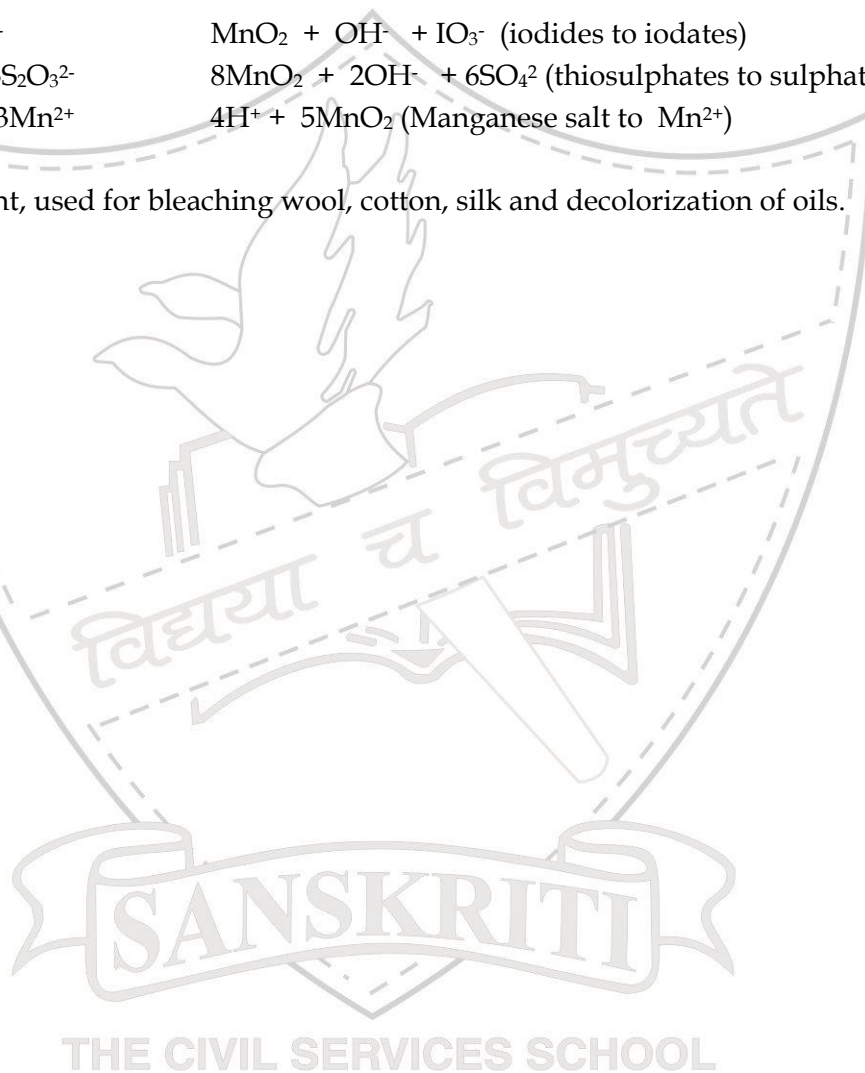 - MnO₂ + OH- + IO₃- (iodides to iodates)
S₂O₃²- 8MnO₂ + 2OH- + 6SO₄² (thiosulphates to sulphat
3Mn²⁺ 4H⁺ + 5MnO₂ (Manganese salt to Mn²⁺)
nt, used for bleaching wool, cotton, silk and decolorization of oils.
विद्यया च विमुच्यते
SANSKRITI
THE CIVIL SERVICES SCHOOL